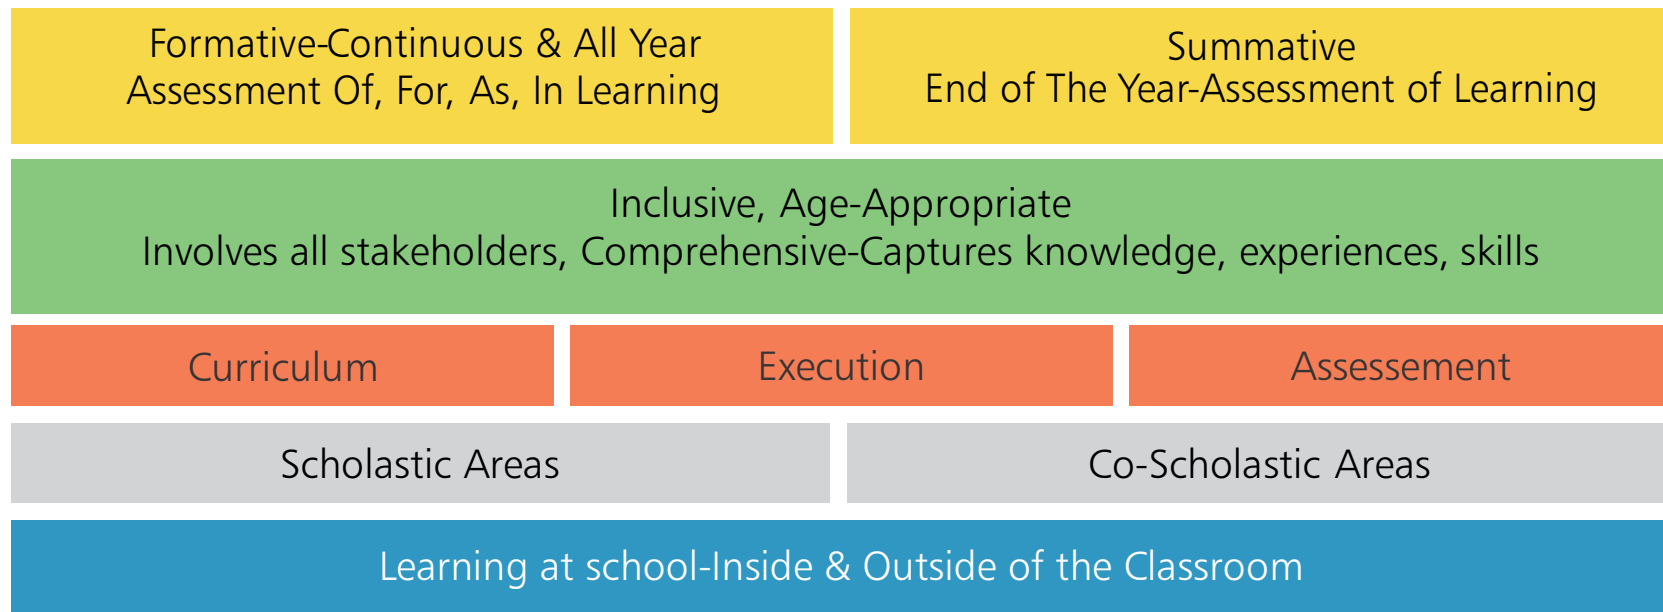 Formative-Continuous & All Year
Assessment Of, For, As, In Learning
Summative
End of The Year-Assessment of Learning
Inclusive, Age-Appropriate
Involves all stakeholders, Comprehensive-Captures knowledge, experiences, skills
Curriculum
Execution
Assessement
Scholastic Areas
Co-Scholastic Areas
Learning at school-Inside & Outside of the Classroom